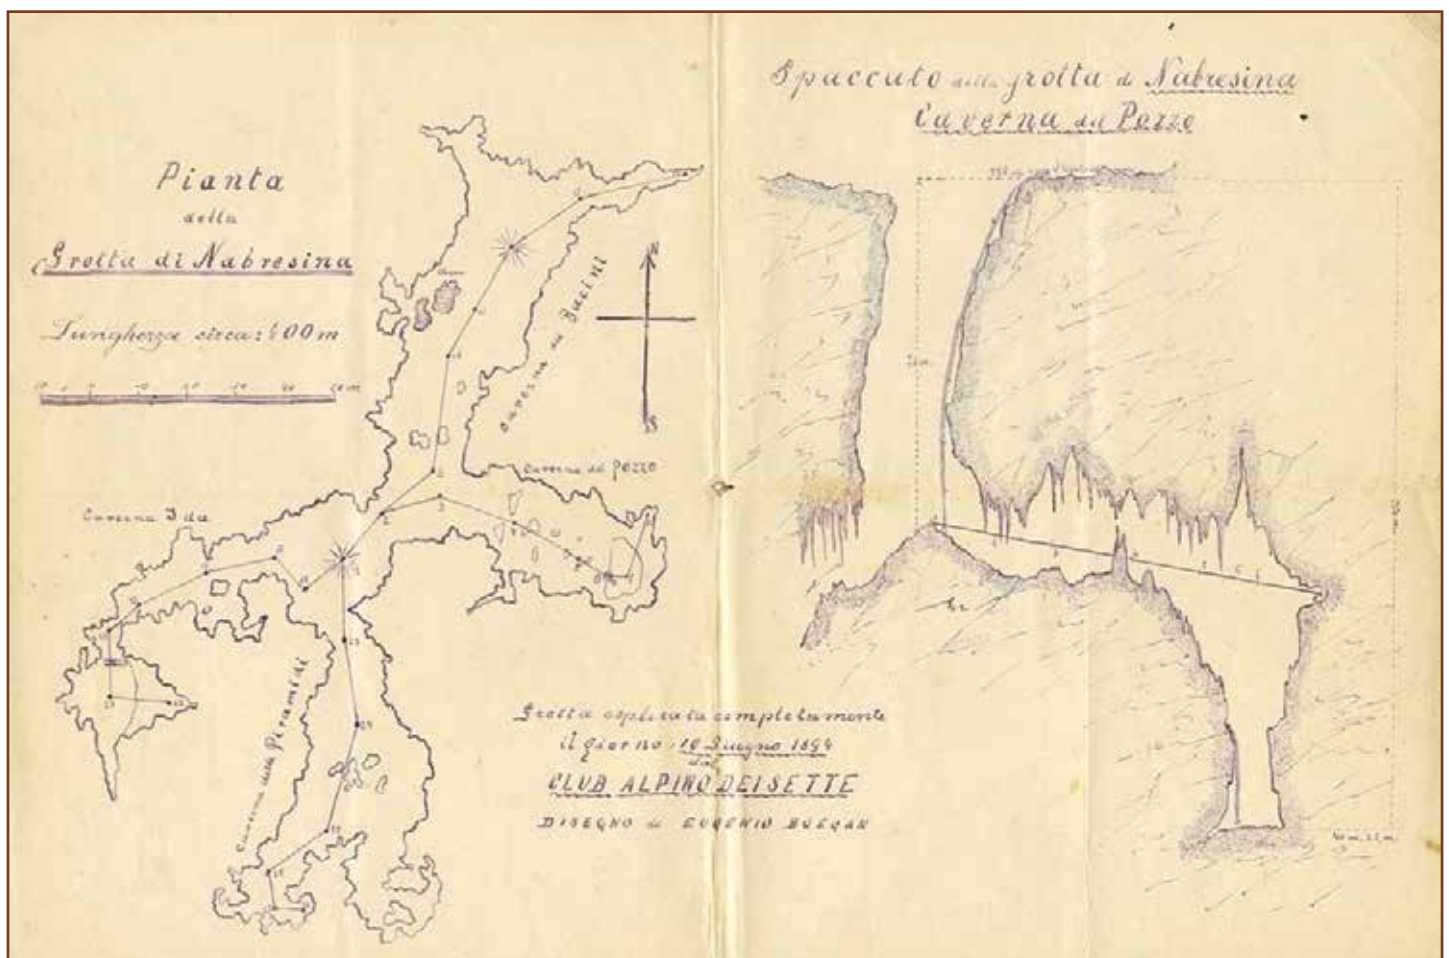 Pianta
della
Grotta di Nabresina
Lunghezza circa: 400 m
50 m
Caverna dei Bacini
N
S
Caverna del Pozzo
Caverna Ida
Caverna delle Piramidi
Spaccato della grotta di Nabresina
Caverna del Pozzo
Grotta esplorata completamente
il giorno 10 Giugno 1894
dal
CLUB ALPINO DEI SETTE
DISEGNO di EUGENIO BOEGAN